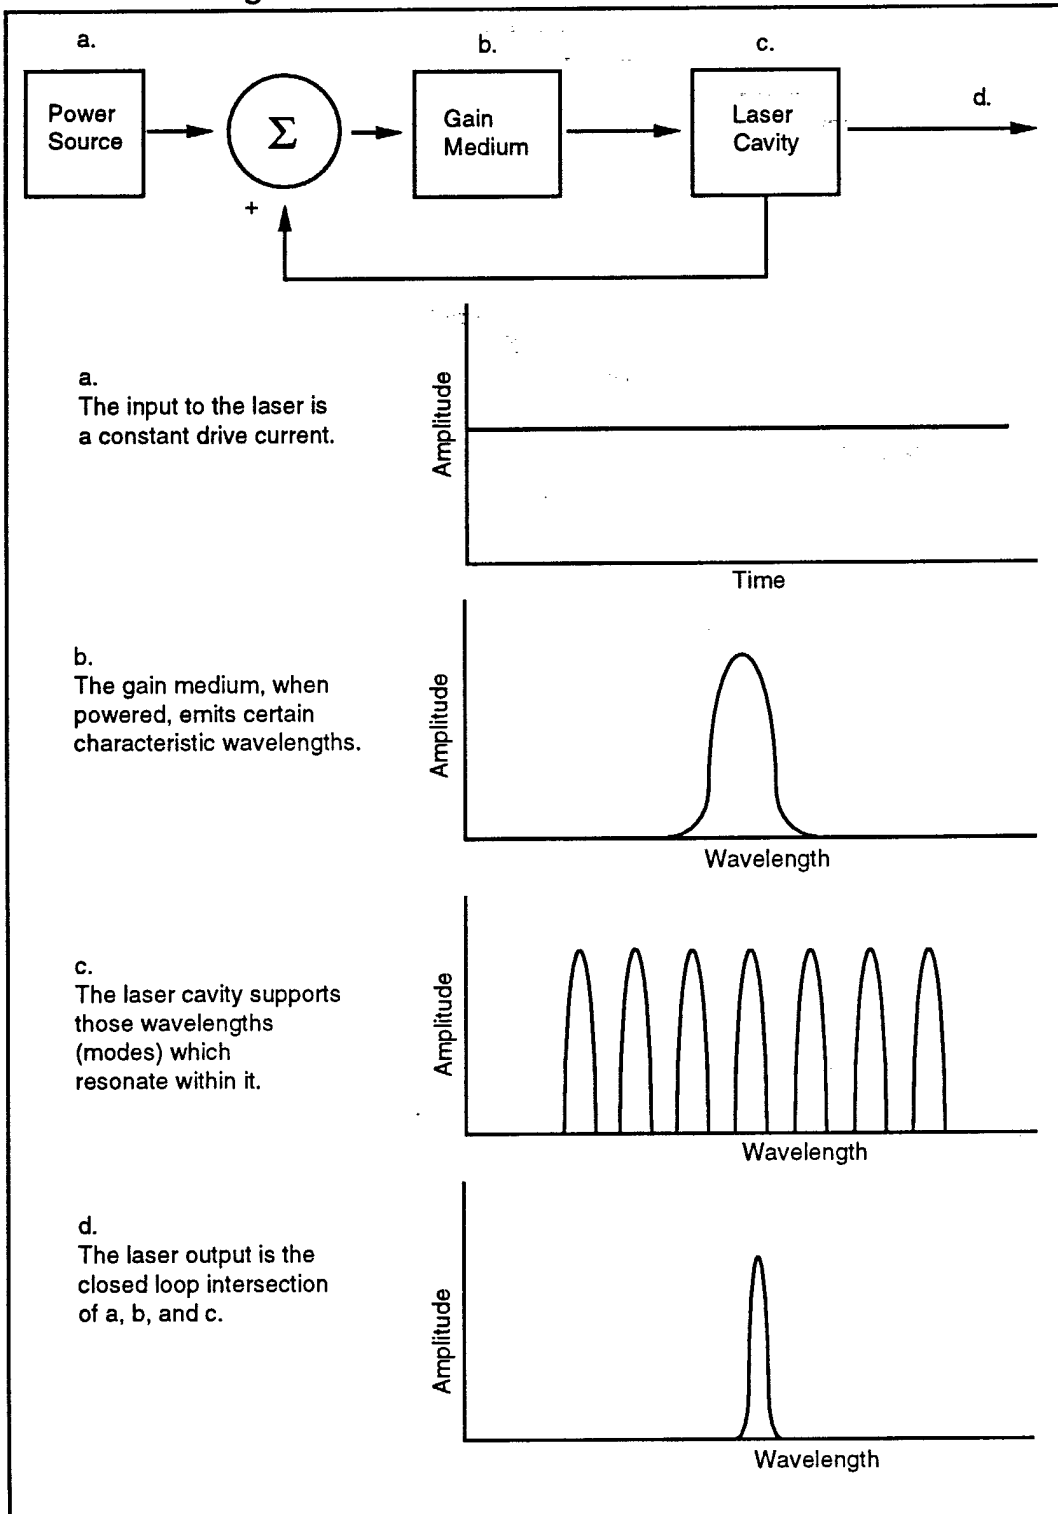 a.
b.
c.
d.
Power
Source
Σ
Gain
Medium
Laser
Cavity
+
a.
The input to the laser is
a constant drive current.
Amplitude
Time
b.
The gain medium, when
powered, emits certain
characteristic wavelengths.
Amplitude
Wavelength
c.
The laser cavity supports
those wavelengths
(modes) which
resonate within it.
Amplitude
Wavelength
d.
The laser output is the
closed loop intersection
of a, b, and c.
Amplitude
Wavelength